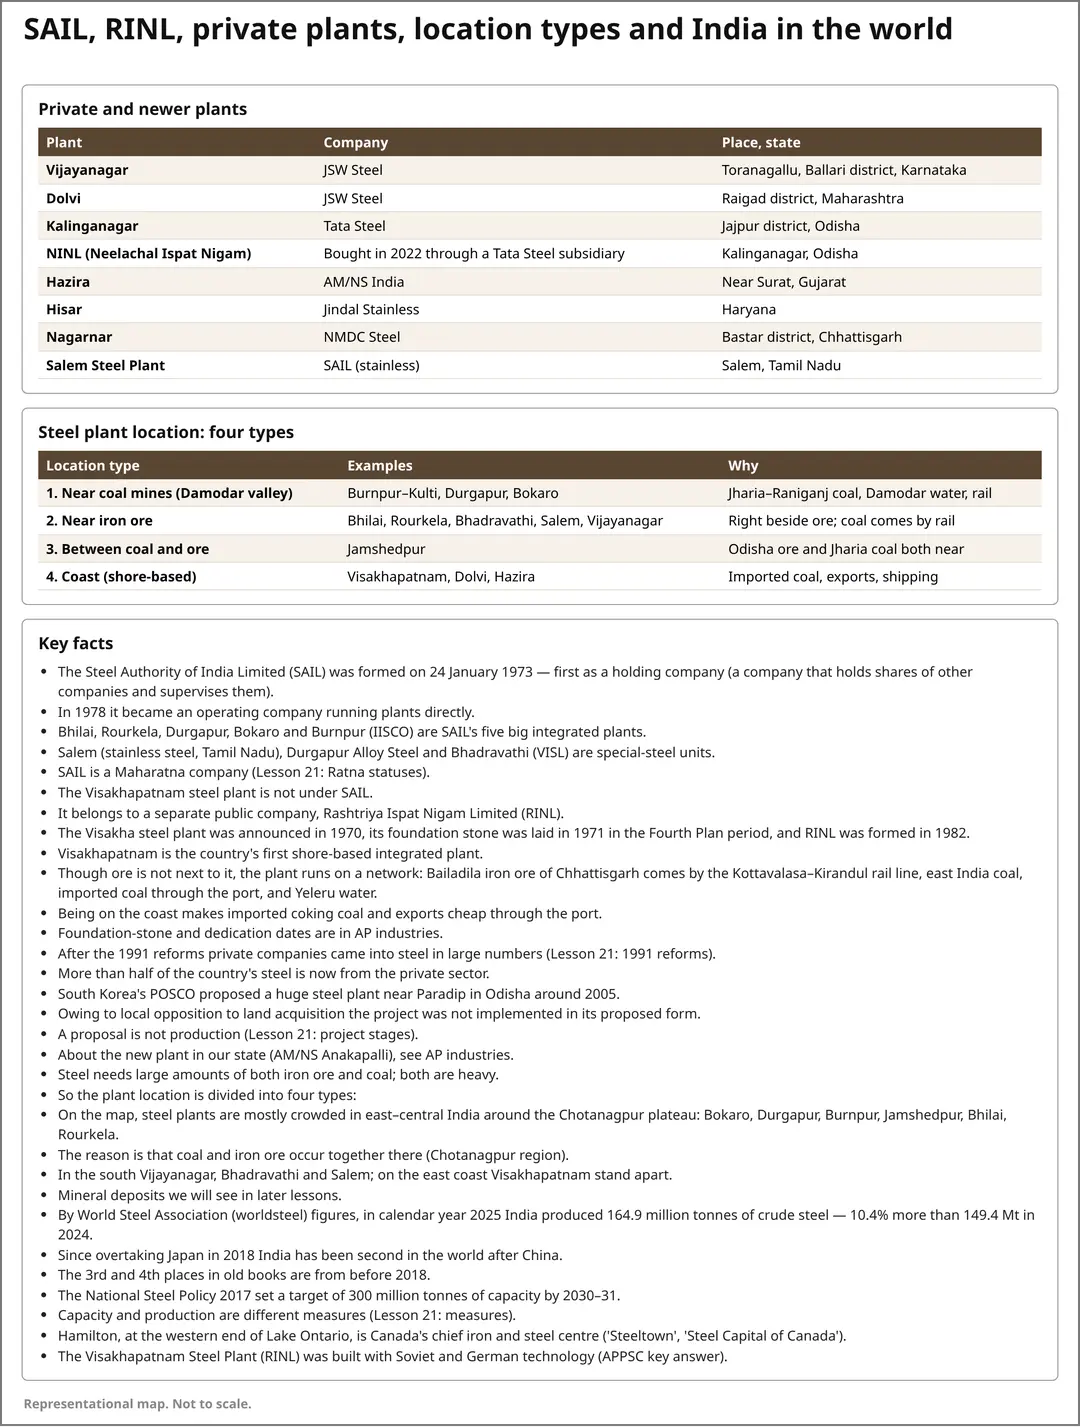 SAIL, RINL, private plants, location types and India in the world
Private and newer plants
Plant Company Place, state
Vijayanagar JSW Steel Toranagallu, Ballari district, Karnataka
Dolvi JSW Steel Raigad district, Maharashtra
Kalinganagar Tata Steel Jajpur district, Odisha
NINL (Neelachal Ispat Nigam) Bought in 2022 through a Tata Steel subsidiary Kalinganagar, Odisha
Hazira AM/NS India Near Surat, Gujarat
Hisar Jindal Stainless Haryana
Nagarnar NMDC Steel Bastar district, Chhattisgarh
Salem Steel Plant SAIL (stainless) Salem, Tamil Nadu
Steel plant location: four types
Location type Examples Why
1. Near coal mines (Damodar valley) Burnpur–Kulti, Durgapur, Bokaro Jharia–Raniganj coal, Damodar water, rail
2. Near iron ore Bhilai, Rourkela, Bhadravathi, Salem, Vijayanagar Right beside ore; coal comes by rail
3. Between coal and ore Jamshedpur Odisha ore and Jharia coal both near
4. Coast (shore-based) Visakhapatnam, Dolvi, Hazira Imported coal, exports, shipping
Key facts
• The Steel Authority of India Limited (SAIL) was formed on 24 January 1973 — first as a holding company (a company that holds shares of other
companies and supervises them).
• In 1978 it became an operating company running plants directly.
• Bhilai, Rourkela, Durgapur, Bokaro and Burnpur (IISCO) are SAIL's five big integrated plants.
• Salem (stainless steel, Tamil Nadu), Durgapur Alloy Steel and Bhadravathi (VISL) are special-steel units.
• SAIL is a Maharatna company (Lesson 21: Ratna statuses).
• The Visakhapatnam steel plant is not under SAIL.
• It belongs to a separate public company, Rashtriya Ispat Nigam Limited (RINL).
• The Visakha steel plant was announced in 1970, its foundation stone was laid in 1971 in the Fourth Plan period, and RINL was formed in 1982.
• Visakhapatnam is the country's first shore-based integrated plant.
• Though ore is not next to it, the plant runs on a network: Bailadila iron ore of Chhattisgarh comes by the Kottavalasa–Kirandul rail line, east India coal,
imported coal through the port, and Yeleru water.
• Being on the coast makes imported coking coal and exports cheap through the port.
• Foundation-stone and dedication dates are in AP industries.
• After the 1991 reforms private companies came into steel in large numbers (Lesson 21: 1991 reforms).
• More than half of the country's steel is now from the private sector.
• South Korea's POSCO proposed a huge steel plant near Paradip in Odisha around 2005.
• Owing to local opposition to land acquisition the project was not implemented in its proposed form.
• A proposal is not production (Lesson 21: project stages).
• About the new plant in our state (AM/NS Anakapalli), see AP industries.
• Steel needs large amounts of both iron ore and coal; both are heavy.
• So the plant location is divided into four types:
• On the map, steel plants are mostly crowded in east–central India around the Chotanagpur plateau: Bokaro, Durgapur, Burnpur, Jamshedpur, Bhilai,
Rourkela.
• The reason is that coal and iron ore occur together there (Chotanagpur region).
• In the south Vijayanagar, Bhadravathi and Salem; on the east coast Visakhapatnam stand apart.
• Mineral deposits we will see in later lessons.
• By World Steel Association (worldsteel) figures, in calendar year 2025 India produced 164.9 million tonnes of crude steel — 10.4% more than 149.4 Mt in
2024.
• Since overtaking Japan in 2018 India has been second in the world after China.
• The 3rd and 4th places in old books are from before 2018.
• The National Steel Policy 2017 set a target of 300 million tonnes of capacity by 2030–31.
• Capacity and production are different measures (Lesson 21: measures).
• Hamilton, at the western end of Lake Ontario, is Canada's chief iron and steel centre ('Steeltown', 'Steel Capital of Canada').
• The Visakhapatnam Steel Plant (RINL) was built with Soviet and German technology (APPSC key answer).
Representational map. Not to scale.